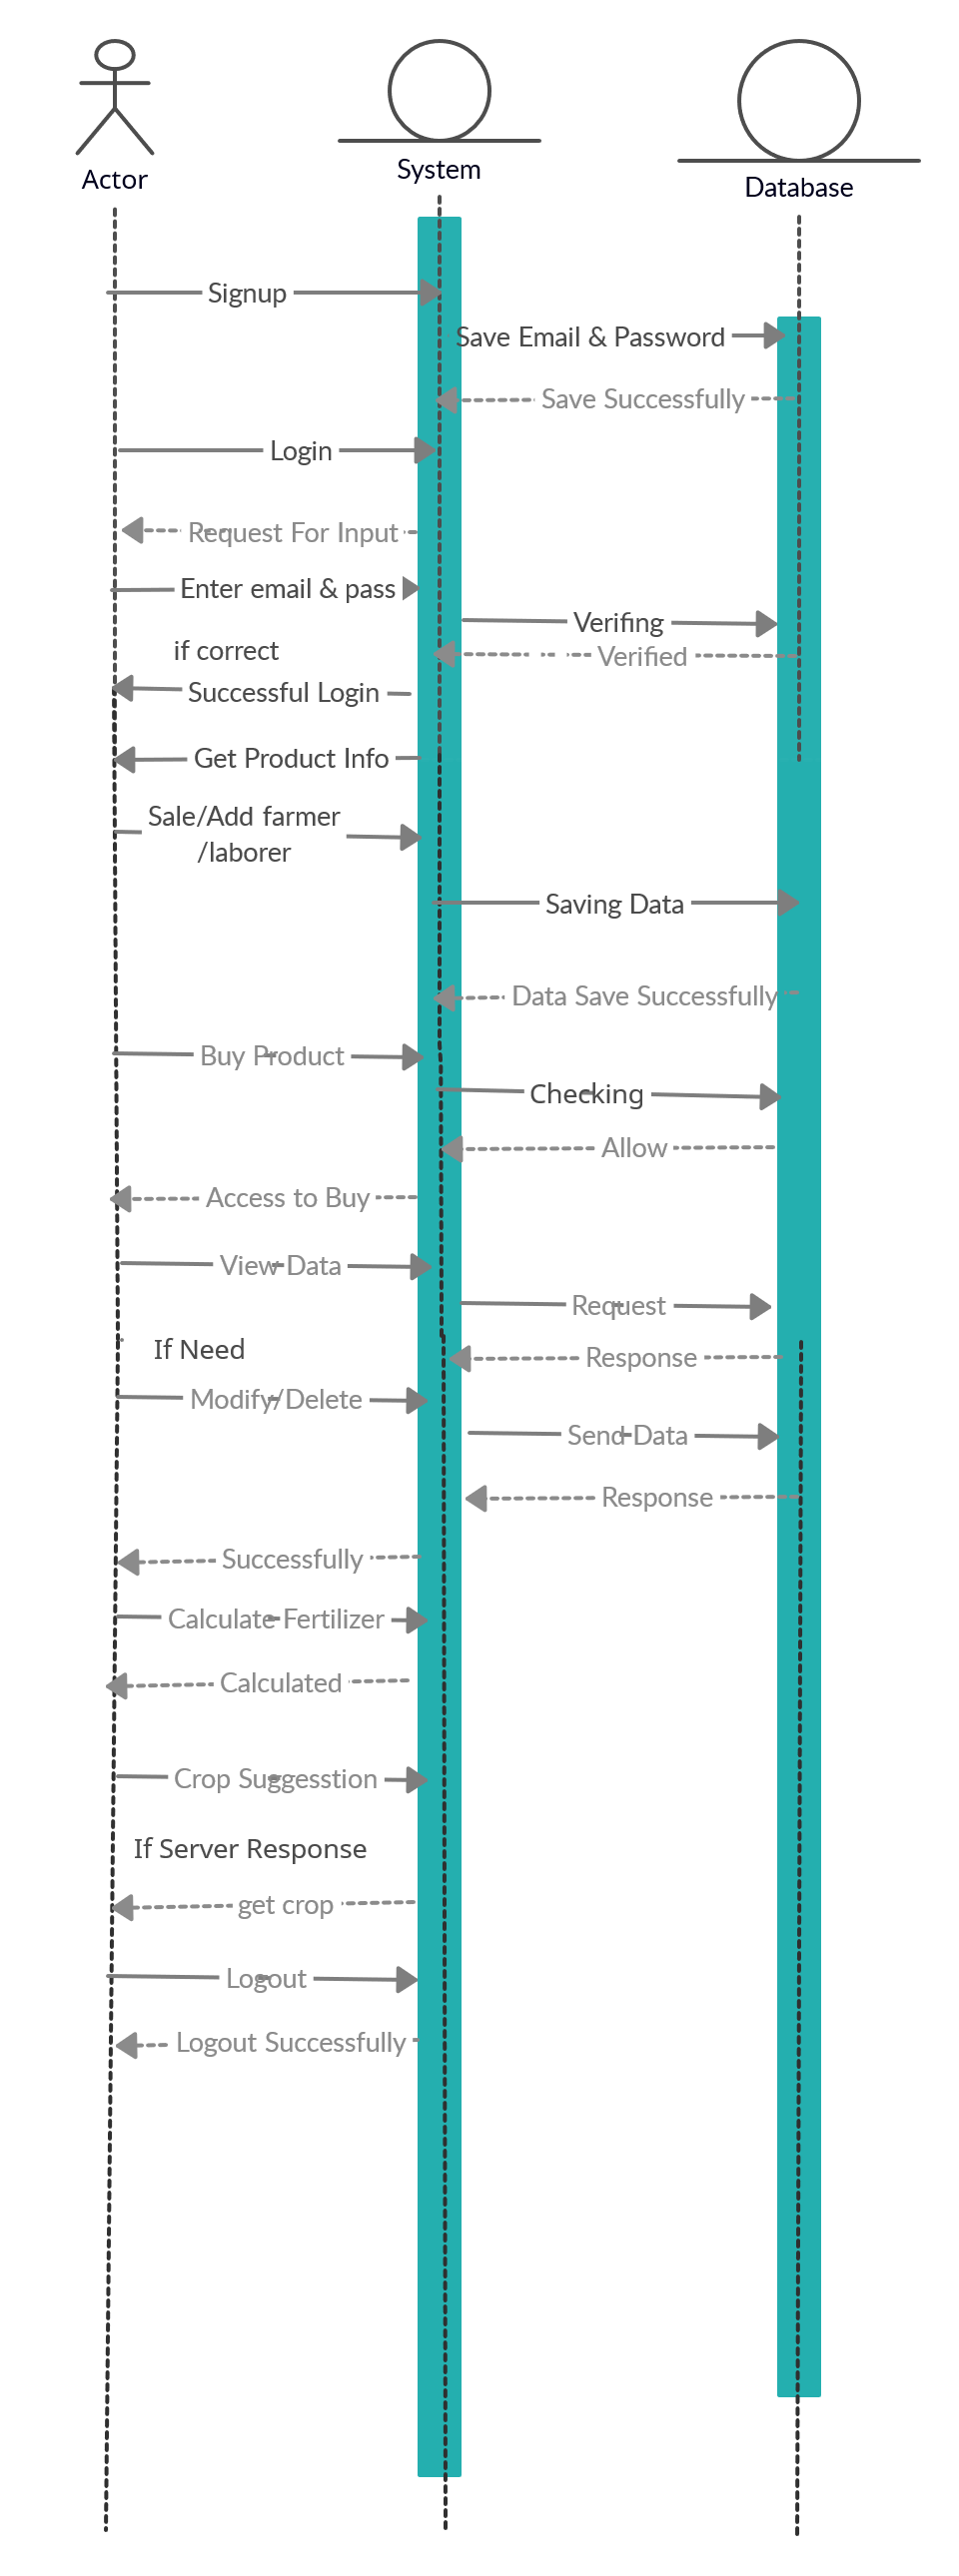 Actor
System
Database
Signup
Save Email & Password
Save Successfully
Login
Request For Input
Enter email & pass
Verifing
if correct
Verified
Successful Login
Get Product Info
Sale/Add farmer
/laborer
Saving Data
Data Save Successfully
Buy Product
Checking
Allow
Access to Buy
View Data
Request
If Need
Response
Modify/Delete
Send Data
Response
Successfully
Calculate Fertilizer
Calculated
Crop Suggesstion
If Server Response
get crop
Logout
Logout Successfully